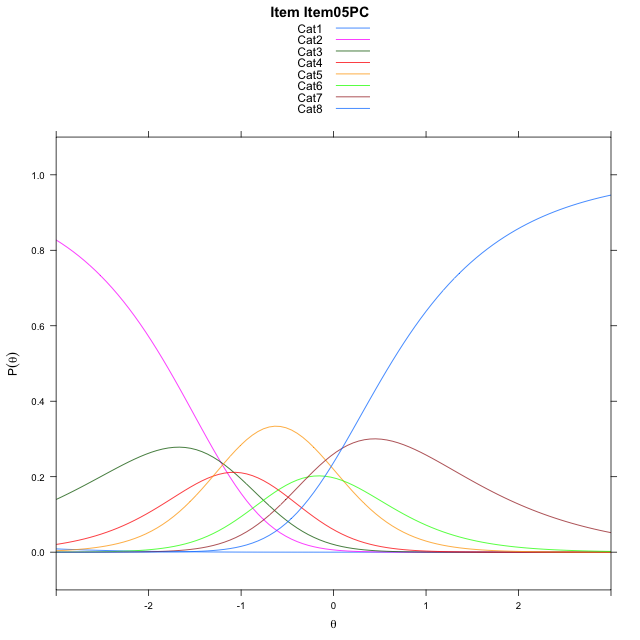 Item Item05PC
Cat1
Cat2
Cat3
Cat4
Cat5
Cat6
Cat7
Cat8
1.0
0.8
0.6
0.4
0.2
0.0
P(θ)
-2 -1 0 1 2
θ